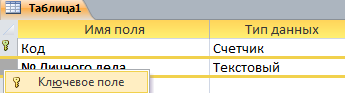 Таблица1
Имя поля Тип данных
Код Счетчик
№ Личного дела Текстовый
Ключевое поле